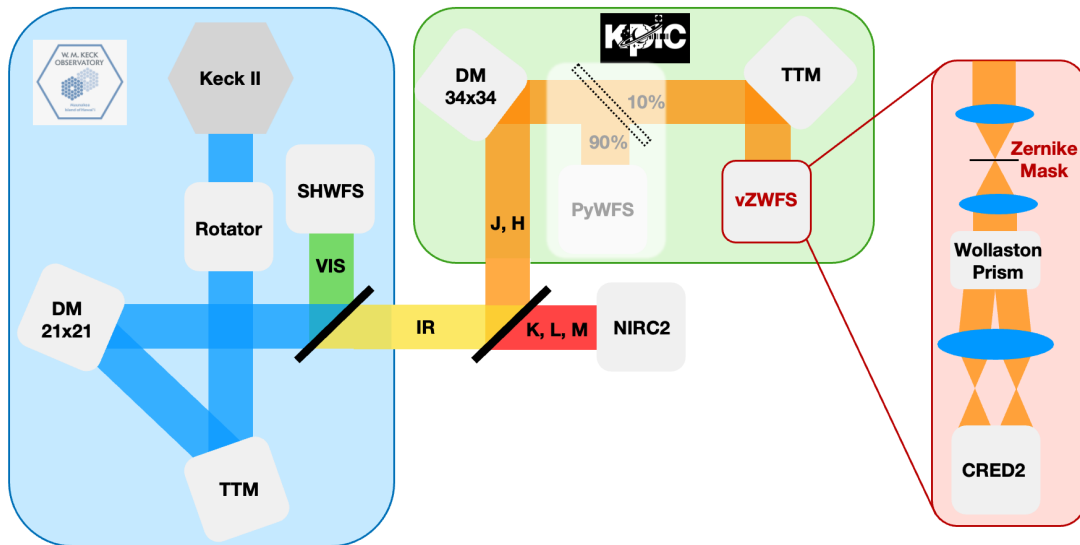 W. M. KECK
OBSERVATORY
Keck II
SHWFS
Rotator
VIS
DM
21x21
IR
TTM
KPIC
DM
34x34
10%
90%
TTM
PyWFS
vZWFS
J, H
K, L, M
NIRC2
Zernike
Mask
Wollaston
Prism
CRED2